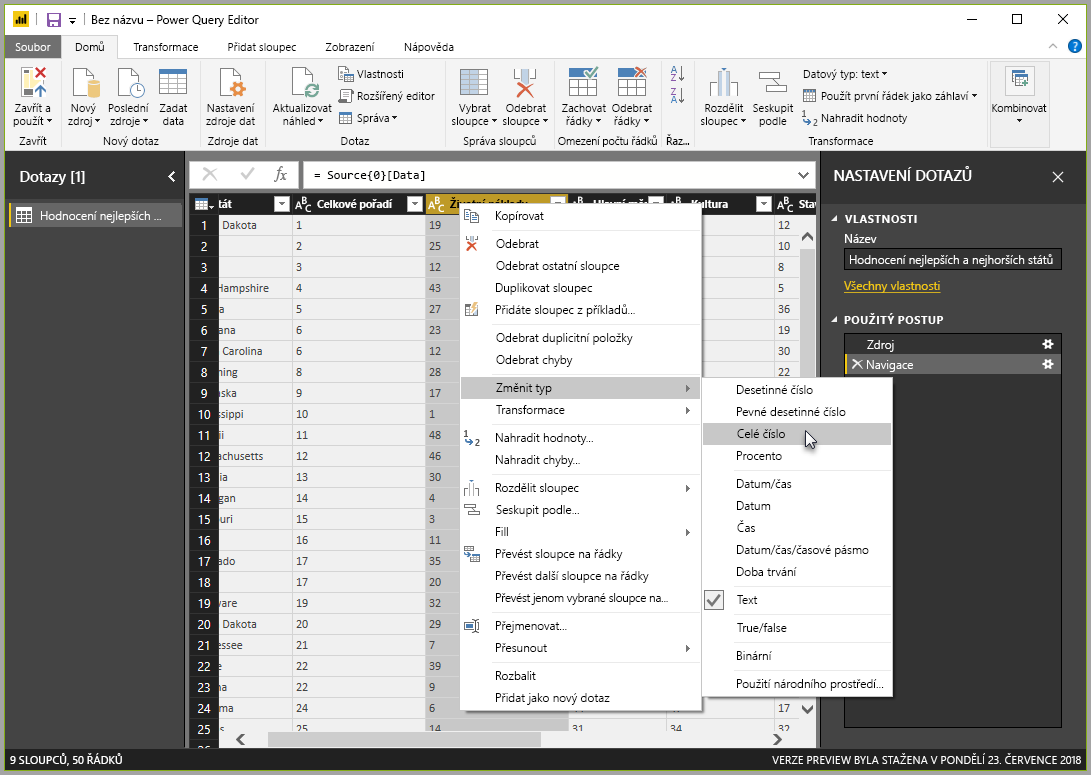 Bez názvu – Power Query Editor
Soubor Domů Transformace Přidat sloupec Zobrazení Nápověda
Zavřít a použít
Nový zdroj
Poslední zdroje
Zadat data
Nastavení zdroje dat
Aktualizovat náhled
Vlastnosti
Rozšířený editor
Správa
Vybrat sloupce
Odebrat sloupce
Zachovat řádky
Odebrat řádky
Rozdělit sloupec
Seskupit podle
Datový typ: text
Použít první řádek jako záhlaví
Nahradit hodnoty
Kombinovat
Zavřít Nový dotaz Zdroje dat Dotaz Správa sloupců Omezení počtu řádků Řaz... Transformace
Dotazy [1]
Hodnocení nejlepších ...
= Source{0}[Data]
tát Celkové pořadí Životní náklady Kultura
1 Dakota 1 19 12
2 2 25 10
3 3 12 8
4 Hampshire 4 43 5
5 a 5 27 36
6 ana 6 23 19
7 Carolina 6 12 30
8 ming 8 28 22
9 ska 9 17
10 ssippi 10 1
11 ii 11 48
12 achusetts 12 46
13 ia 13 30
14 gan 14 4
15 uri 15 3
16 16 11
17 ado 17 35
18 17 20
19 ware 19 32
20 Dakota 20 29
21 essee 21 7
22 e 22 39
23 na 22 9
24 ma 24 6 17
25 s 25 14 31 34 32
26
Kopírovat
Odebrat
Odebrat ostatní sloupce
Duplikovat sloupec
Přidáte sloupec z příkladů...
Odebrat duplicitní položky
Odebrat chyby
Změnit typ
Transformace
Nahradit hodnoty...
Nahradit chyby...
Rozdělit sloupec
Seskupit podle...
Fill
Převést sloupce na řádky
Převést další sloupce na řádky
Převést jenom vybrané sloupce na...
Přejmenovat...
Přesunout
Rozbalit
Přidat jako nový dotaz
Desetinné číslo
Pevné desetinné číslo
Celé číslo
Procento
Datum/čas
Datum
Čas
Datum/čas/časové pásmo
Doba trvání
Text
True/false
Binární
Použití národního prostředí...
NASTAVENÍ DOTAZŮ
VLASTNOSTI
Název
Hodnocení nejlepších a nejhorších států
Všechny vlastnosti
POUŽITÝ POSTUP
Zdroj
Navigace
9 SLOUPCŮ, 50 ŘÁDKŮ
VERZE PREVIEW BYLA STAŽENA V PONDĚLÍ 23. ČERVENCE 2018